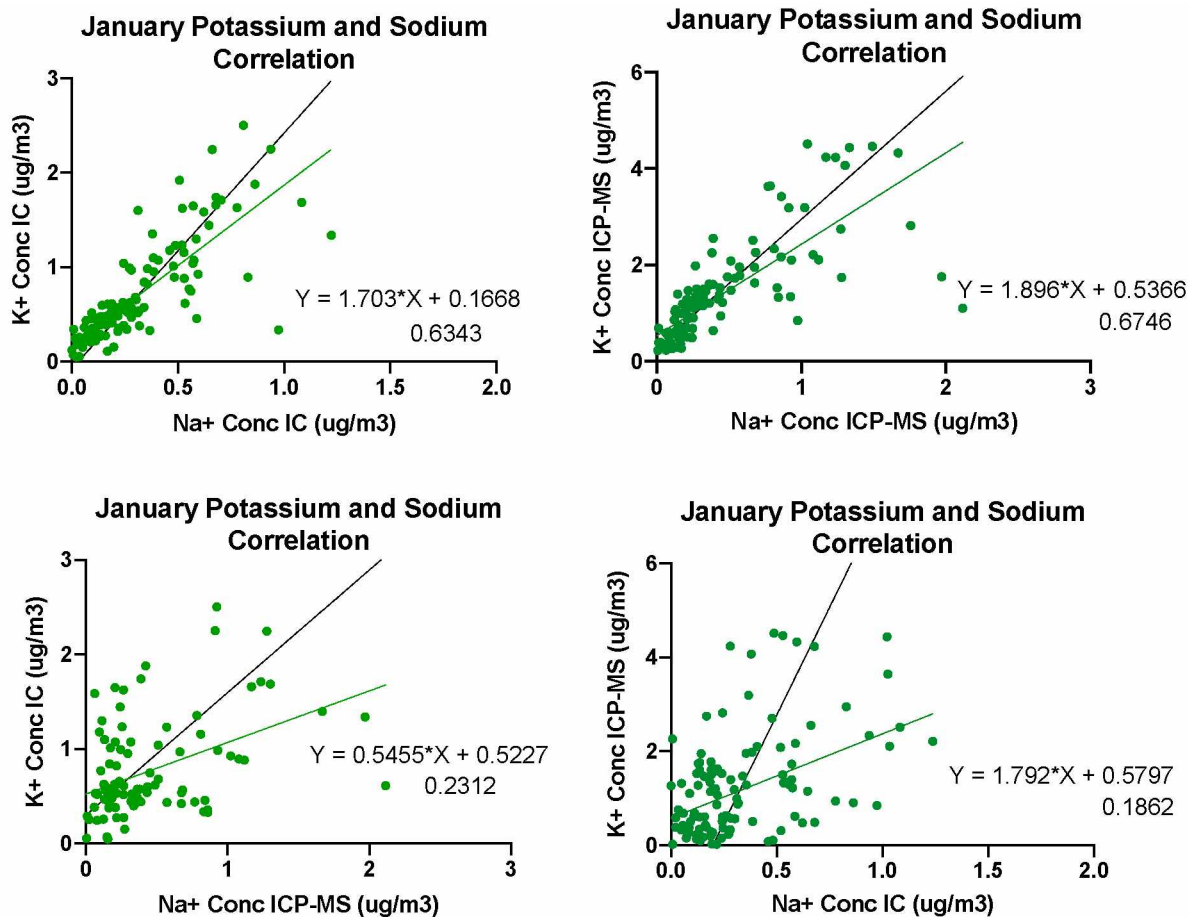 January Potassium and Sodium
Correlation
K+ Conc IC (ug/m3)
3
2
1
0
0.0 0.5 1.0 1.5 2.0
Na+ Conc IC (ug/m3)
Y = 1.703*X + 0.1668
0.6343
January Potassium and Sodium
Correlation
K+ Conc ICP-MS (ug/m3)
6
4
2
0
0 1 2 3
Na+ Conc ICP-MS (ug/m3)
Y = 1.896*X + 0.5366
0.6746
January Potassium and Sodium
Correlation
K+ Conc IC (ug/m3)
3
2
1
0
0 1 2 3
Na+ Conc ICP-MS (ug/m3)
Y = 0.5455*X + 0.5227
0.2312
January Potassium and Sodium
Correlation
K+ Conc ICP-MS (ug/m3)
6
4
2
0
0.0 0.5 1.0 1.5 2.0
Na+ Conc IC (ug/m3)
Y = 1.792*X + 0.5797
0.1862